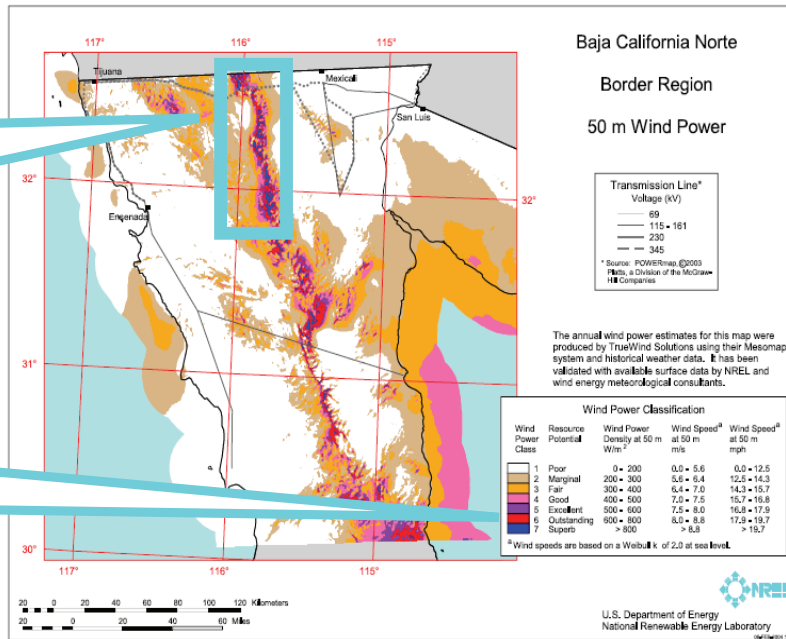 Baja California Norte
Border Region
50 m Wind Power
117°
116°
115°
Tijuana
Mexicali
San Luis
32°
32°
Ensenada
31°
31°
30°
30°
117°
116°
115°
Transmission Line*
Voltage (kV)
69
115 - 161
230
345
* Source: POWERmap, ©2003
Platts, a Division of the McGraw-
Hill Companies
The annual wind power estimates for this map were
produced by TrueWind Solutions using their Mesomap
system and historical weather data. It has been
validated with available surface data by NREL and
wind energy meteorological consultants.
Wind Power Classification
Wind Power Class Resource Potential Wind Power Density at 50 m W/m² Wind Speedª at 50 m m/s Wind Speedª at 50 m mph
1 Poor 0 - 200 0.0 - 5.6 0.0 - 12.5
2 Marginal 200 - 300 5.6 - 6.4 12.5 - 14.3
3 Fair 300 - 400 6.4 - 7.0 14.3 - 15.7
4 Good 400 - 500 7.0 - 7.5 15.7 - 16.8
5 Excellent 500 - 600 7.5 - 8.0 16.8 - 17.9
6 Outstanding 600 - 800 8.0 - 8.8 17.9 - 19.7
7 Superb > 800 > 8.8 > 19.7
ª Wind speeds are based on a Weibull k of 2.0 at sea level.
20 0 20 40 60 80 100 120 Kilometers
20 0 20 40 60 Miles
NREL
U.S. Department of Energy
National Renewable Energy Laboratory